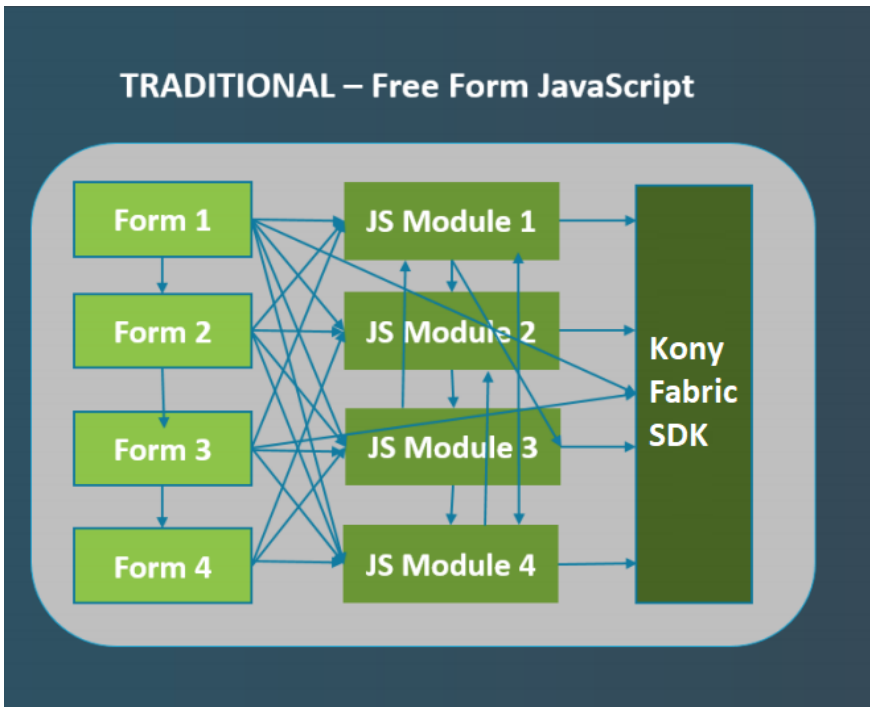 TRADITIONAL – Free Form JavaScript
Form 1
JS Module 1
Form 2
JS Module 2
Kony
Fabric
SDK
Form 3
JS Module 3
Form 4
JS Module 4